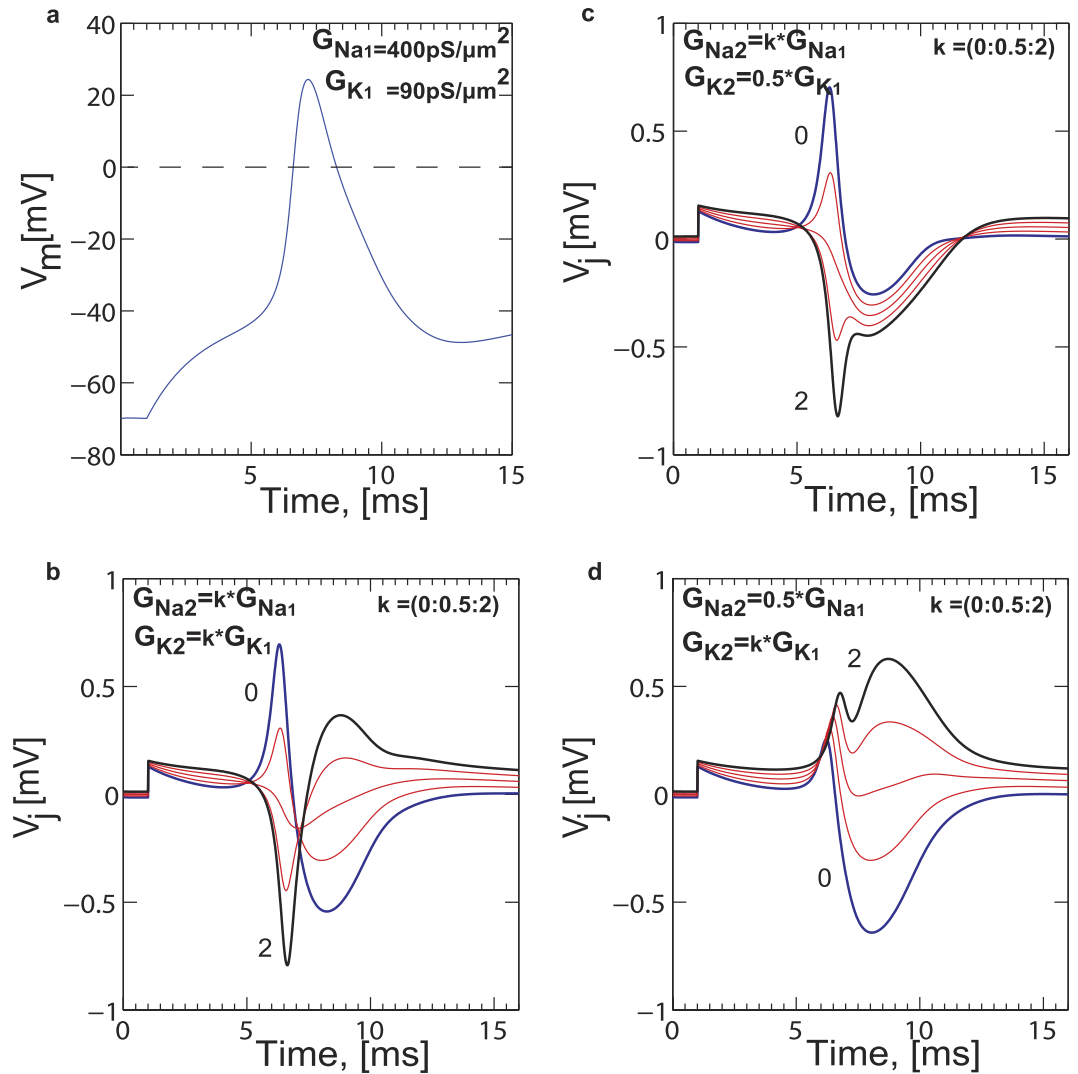 a
G_Na1=400pS/µm²
G_K1 =90pS/µm²
40
20
0
−20
−40
−60
−80
V_m[mV]
0 5 10 15
Time, [ms]
c
G_Na2=k*G_Na1
k =(0:0.5:2)
G_K2=0.5*G_K1
0
2
1
0.5
0
−0.5
−1
V_j [mV]
0 5 10 15
Time, [ms]
b
G_Na2=k*G_Na1
k =(0:0.5:2)
G_K2=k*G_K1
0
2
1
0.5
0
−0.5
−1
V_j [mV]
0 5 10 15
Time, [ms]
d
G_Na2=0.5*G_Na1
k =(0:0.5:2)
G_K2=k*G_K1
2
0
1
0.5
0
−0.5
−1
V_j [mV]
0 5 10 15
Time, [ms]